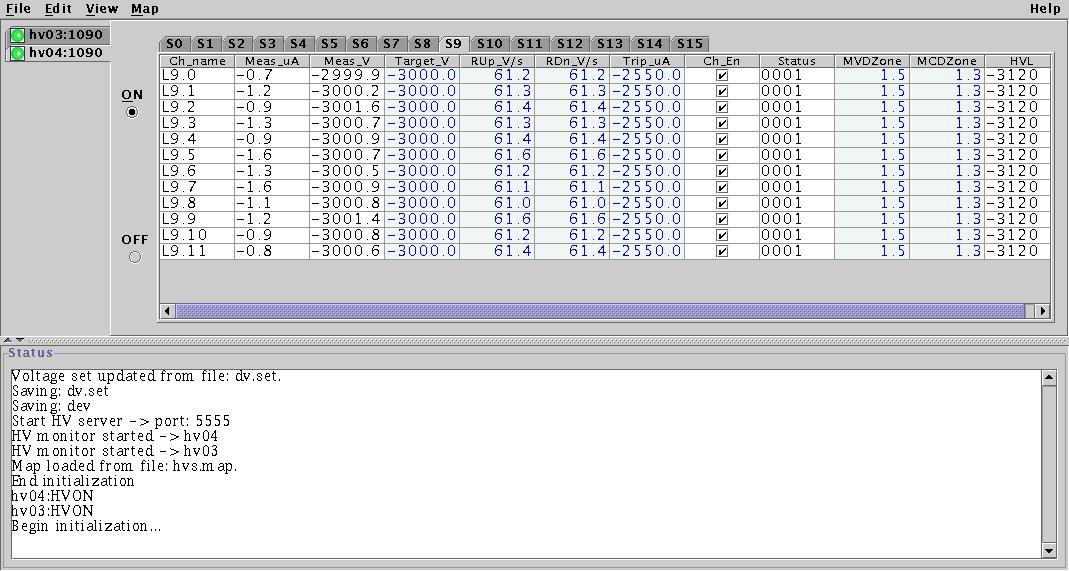 File Edit View Map Help
hv03:1090
hv04:1090
S0 S1 S2 S3 S4 S5 S6 S7 S8 S9 S10 S11 S12 S13 S14 S15
ON
OFF
Ch_name Meas_uA Meas_V Target_V RUp_V/s RDn_V/s Trip_uA Ch_En Status MVDZone MCDZone HVL
L9.0 -0.7 -2999.9 -3000.0 61.2 61.2 -2550.0 0001 1.5 1.3 -3120
L9.1 -1.2 -3000.2 -3000.0 61.3 61.3 -2550.0 0001 1.5 1.3 -3120
L9.2 -0.9 -3001.6 -3000.0 61.4 61.4 -2550.0 0001 1.5 1.3 -3120
L9.3 -1.3 -3000.7 -3000.0 61.3 61.3 -2550.0 0001 1.5 1.3 -3120
L9.4 -0.9 -3000.9 -3000.0 61.4 61.4 -2550.0 0001 1.5 1.3 -3120
L9.5 -1.6 -3000.7 -3000.0 61.6 61.6 -2550.0 0001 1.5 1.3 -3120
L9.6 -1.3 -3000.5 -3000.0 61.2 61.2 -2550.0 0001 1.5 1.3 -3120
L9.7 -1.6 -3000.9 -3000.0 61.1 61.1 -2550.0 0001 1.5 1.3 -3120
L9.8 -1.1 -3000.8 -3000.0 61.0 61.0 -2550.0 0001 1.5 1.3 -3120
L9.9 -1.2 -3001.4 -3000.0 61.6 61.6 -2550.0 0001 1.5 1.3 -3120
L9.10 -0.9 -3000.8 -3000.0 61.2 61.2 -2550.0 0001 1.5 1.3 -3120
L9.11 -0.8 -3000.6 -3000.0 61.4 61.4 -2550.0 0001 1.5 1.3 -3120
Status
Voltage set updated from file: dv.set.
Saving: dv.set
Saving: dev
Start HV server -> port: 5555
HV monitor started -> hv04
HV monitor started -> hv03
Map loaded from file: hvs.map.
End initialization
hv04:HVON
hv03:HVON
Begin initialization...